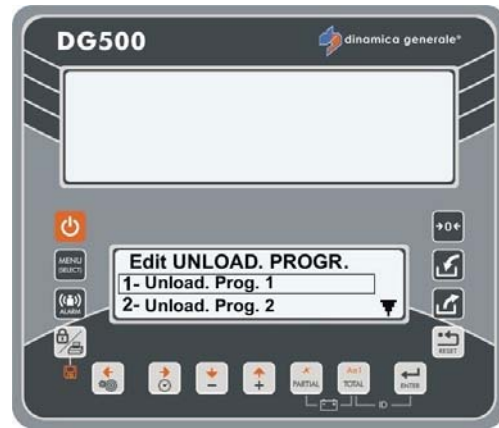 DG500
dinamica generale®
→0←
MENU
(SELECT)
ALARM
Edit UNLOAD. PROGR.
1- Unload. Prog. 1
2- Unload. Prog. 2
RESET
PARTIAL
TOTAL
ENTER
ID